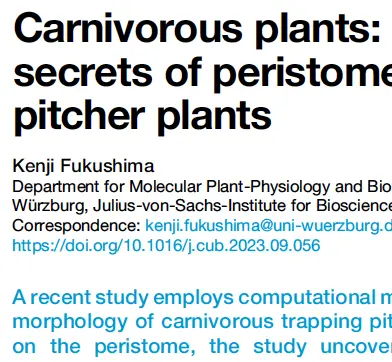 Carnivorous plants:
secrets of peristome
pitcher plants
Kenji Fukushima
Department for Molecular Plant-Physiology and Bio
Würzburg, Julius-von-Sachs-Institute for Bioscience
Correspondence: kenji.fukushima@uni-wuerzburg.d
https://doi.org/10.1016/j.cub.2023.09.056
A recent study employs computational m
morphology of carnivorous trapping pit
on the peristome, the study uncover